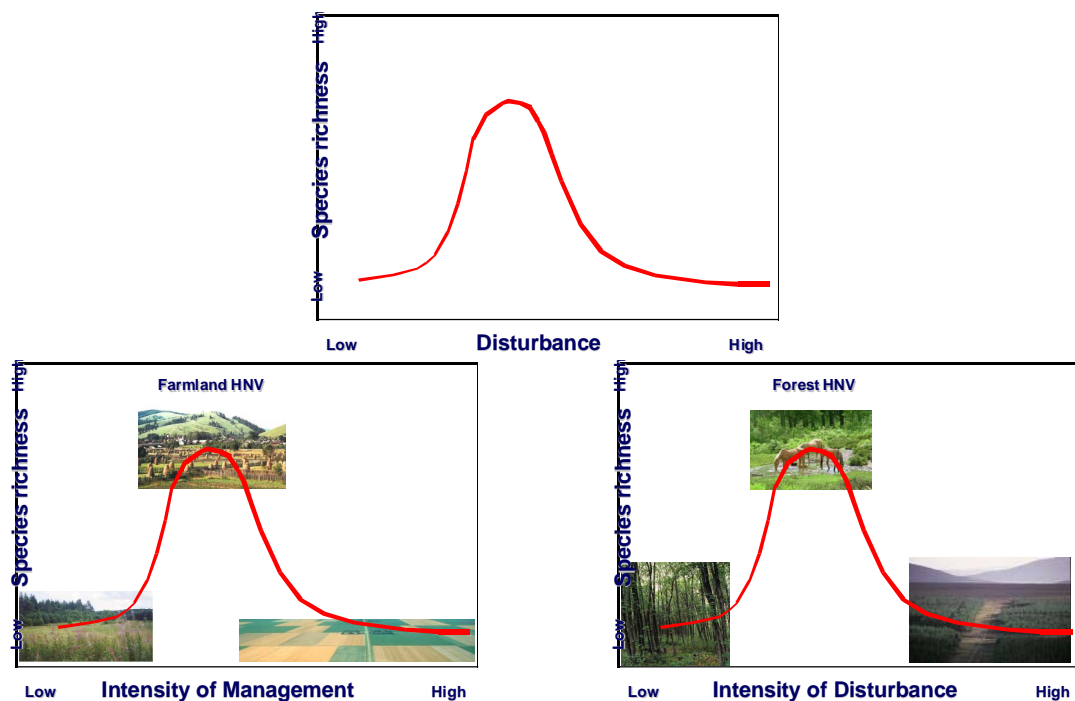 High
Species richness
Low
Low
Disturbance
High
High
Species richness
Low
Farmland HNV
Low
Intensity of Management
High
High
Species richness
Low
Forest HNV
Low
Intensity of Disturbance
High